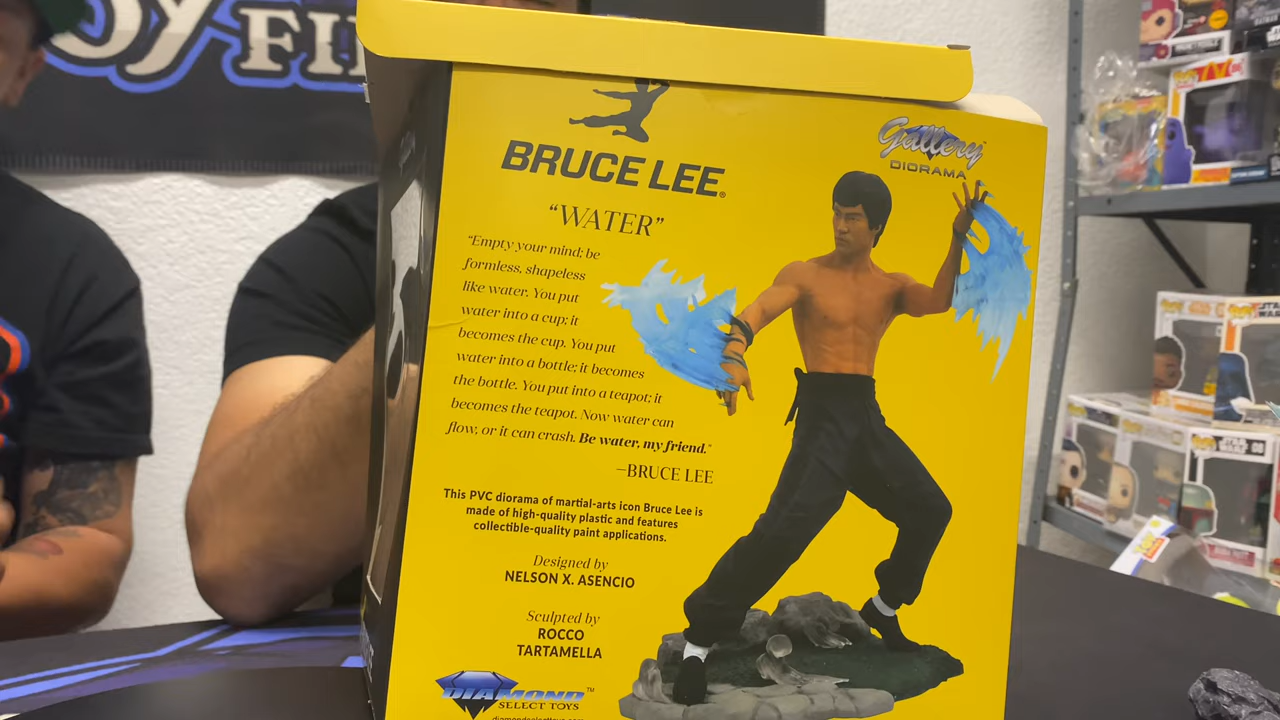 BRUCE LEE®
Gallery™
DIORAMA
"WATER"
"Empty your mind; be
formless, shapeless
like water. You put
water into a cup; it
becomes the cup. You put
water into a bottle; it becomes
the bottle. You put into a teapot; it
becomes the teapot. Now water can
flow, or it can crash. Be water, my friend."
—BRUCE LEE
This PVC diorama of martial-arts icon Bruce Lee is
made of high-quality plastic and features
collectible-quality paint applications.
Designed by
NELSON X. ASENCIO
Sculpted by
ROCCO
TARTAMELLA
DIAMOND™
SELECT TOYS